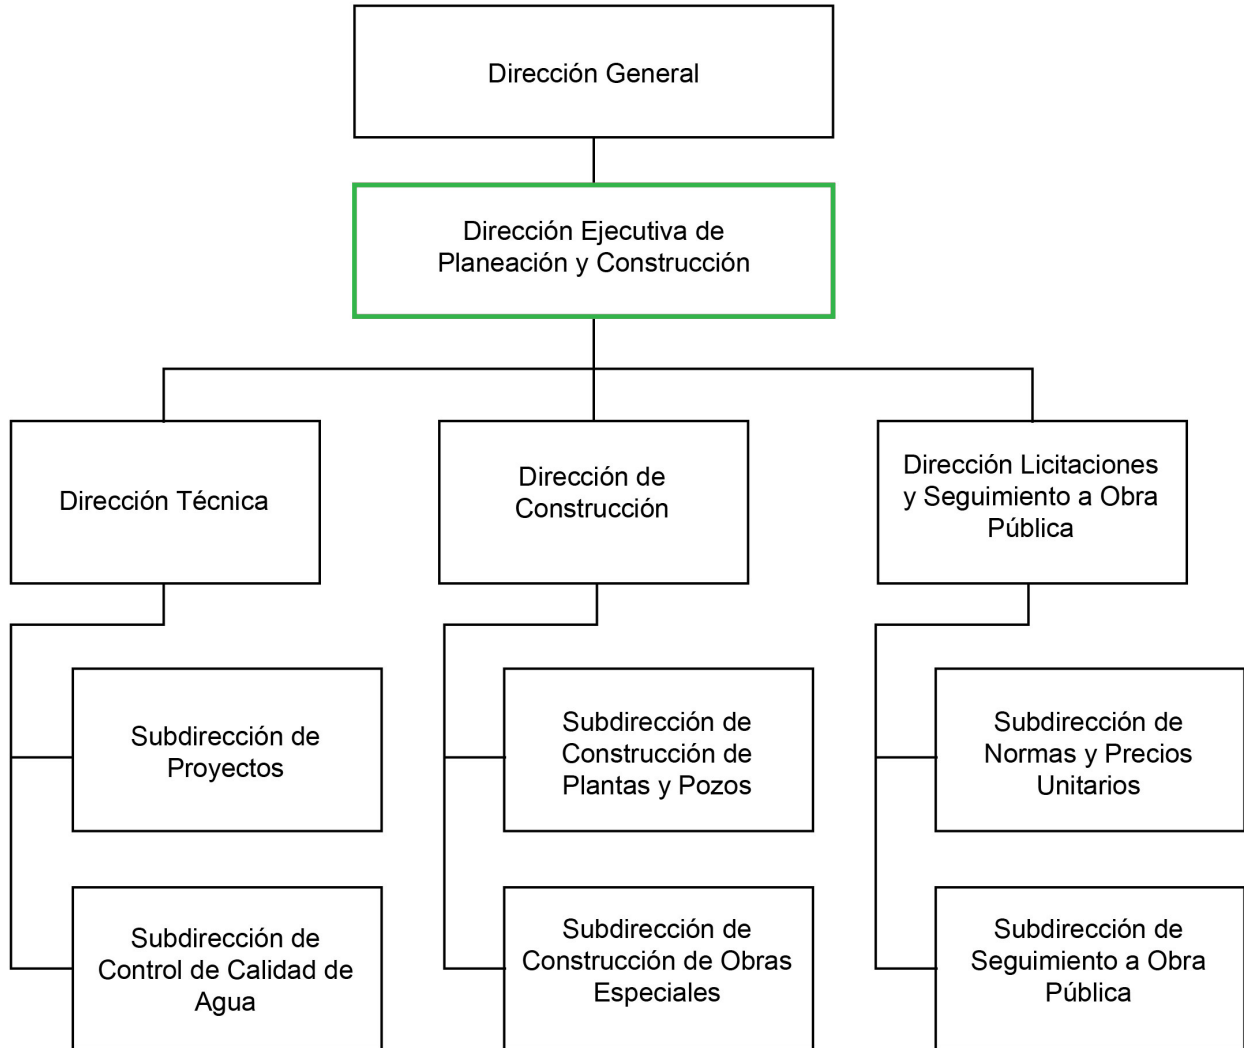 Dirección General
Dirección Ejecutiva de
Planeación y Construcción
Dirección Técnica
Dirección de
Construcción
Dirección Licitaciones
y Seguimiento a Obra
Pública
Subdirección de
Proyectos
Subdirección de
Construcción de
Plantas y Pozos
Subdirección de
Normas y Precios
Unitarios
Subdirección de
Control de Calidad de
Agua
Subdirección de
Construcción de Obras
Especiales
Subdirección de
Seguimiento a Obra
Pública